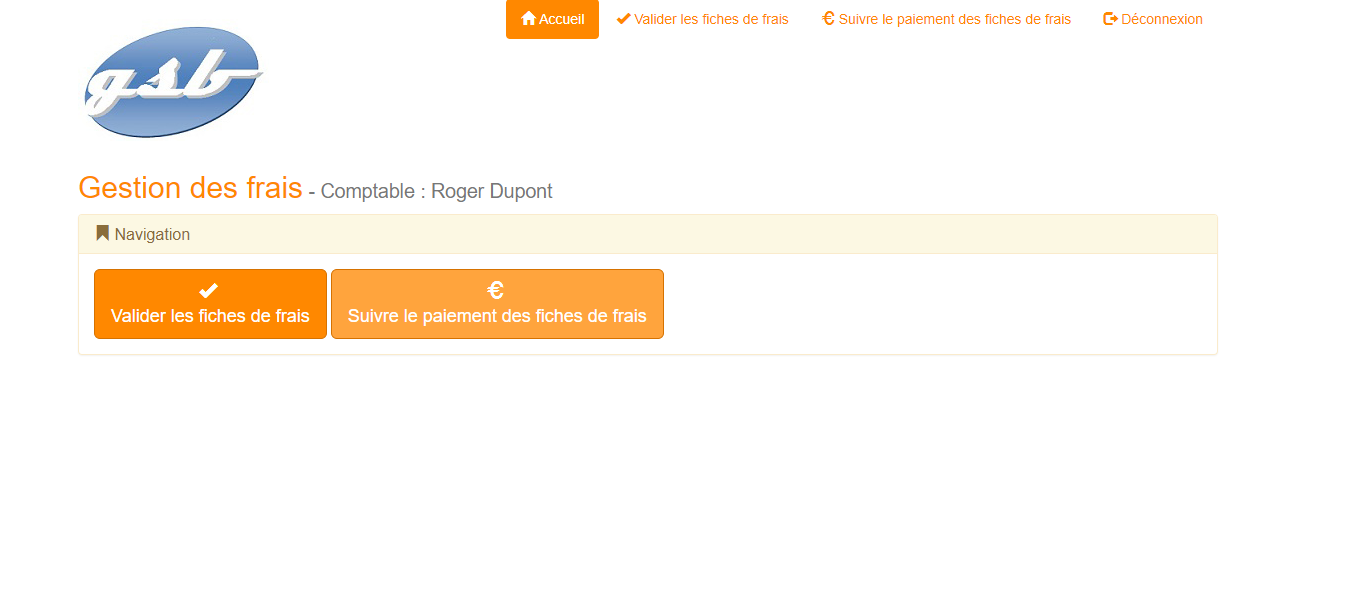 Accueil Valider les fiches de frais € Suivre le paiement des fiches de frais Déconnexion
gsb
Gestion des frais - Comptable : Roger Dupont
Navigation
€
Valider les fiches de frais Suivre le paiement des fiches de frais